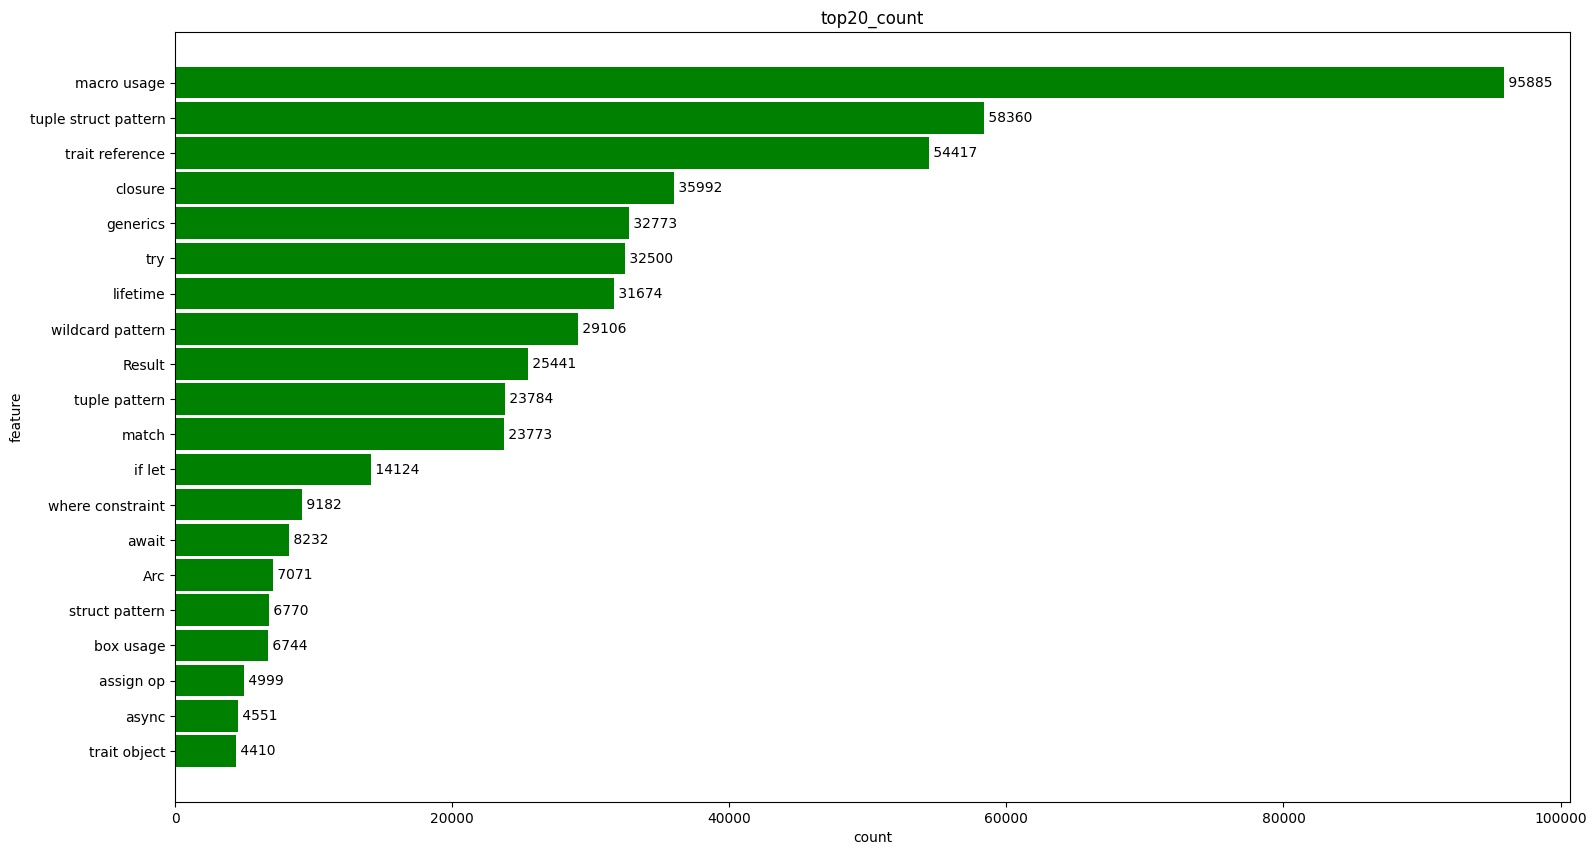 top20_count
macro usage 95885
tuple struct pattern 58360
trait reference 54417
closure 35992
generics 32773
try 32500
lifetime 31674
wildcard pattern 29106
Result 25441
tuple pattern 23784
match 23773
if let 14124
where constraint 9182
await 8232
Arc 7071
struct pattern 6770
box usage 6744
assign op 4999
async 4551
trait object 4410
feature
0 20000 40000 60000 80000 100000
count